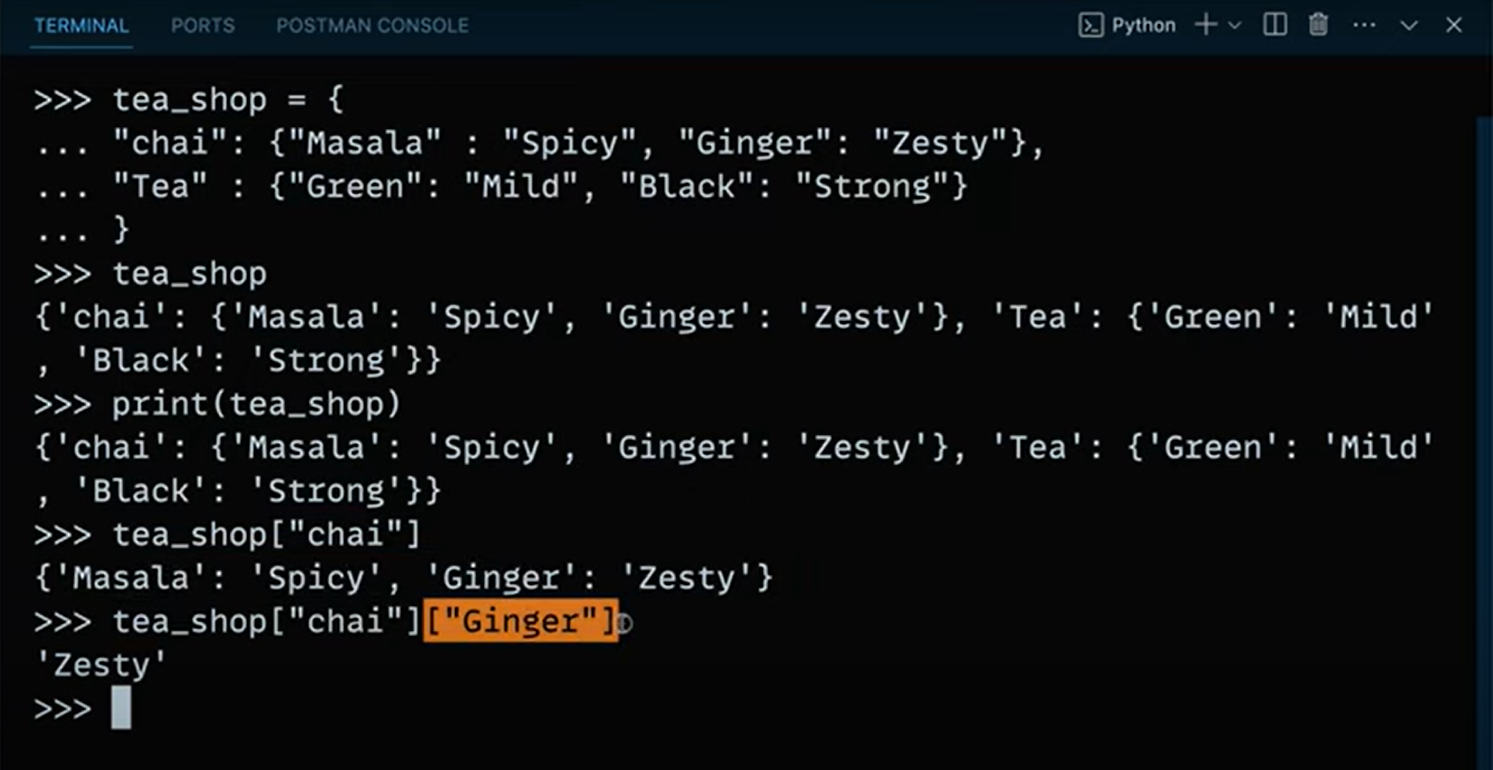 TERMINAL PORTS POSTMAN CONSOLE Python
>>> tea_shop = {
... "chai": {"Masala" : "Spicy", "Ginger": "Zesty"},
... "Tea" : {"Green": "Mild", "Black": "Strong"}
... }
>>> tea_shop
{'chai': {'Masala': 'Spicy', 'Ginger': 'Zesty'}, 'Tea': {'Green': 'Mild'
, 'Black': 'Strong'}}
>>> print(tea_shop)
{'chai': {'Masala': 'Spicy', 'Ginger': 'Zesty'}, 'Tea': {'Green': 'Mild'
, 'Black': 'Strong'}}
>>> tea_shop["chai"]
{'Masala': 'Spicy', 'Ginger': 'Zesty'}
>>> tea_shop["chai"]["Ginger"]
'Zesty'
>>>